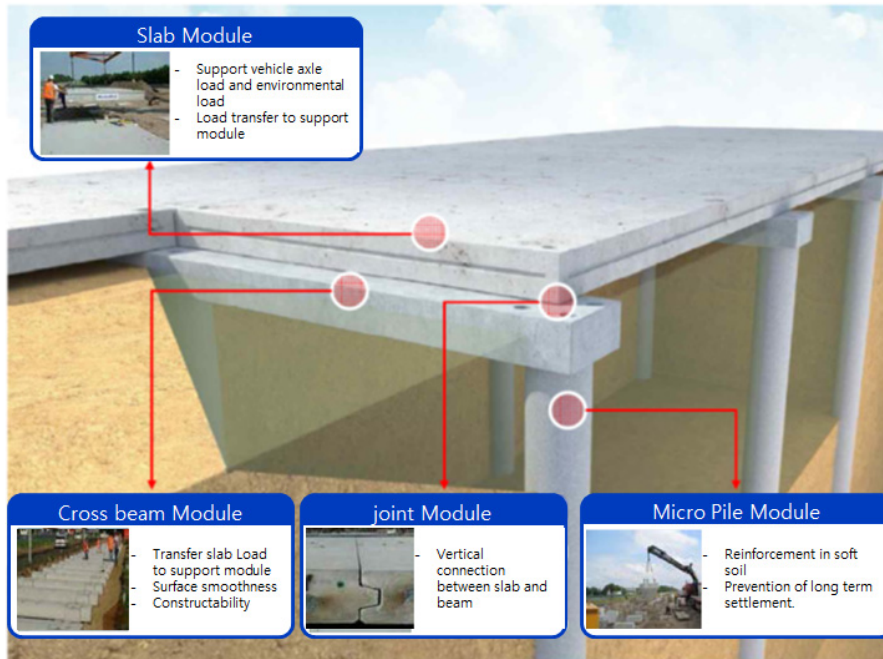 Slab Module
- Support vehicle axle
load and environmental
load
- Load transfer to support
module
Cross beam Module
- Transfer slab Load
to support module
- Surface smoothness
- Constructability
joint Module
- Vertical
connection
between slab and
beam
Micro Pile Module
- Reinforcement in soft
soil
- Prevention of long term
settlement.